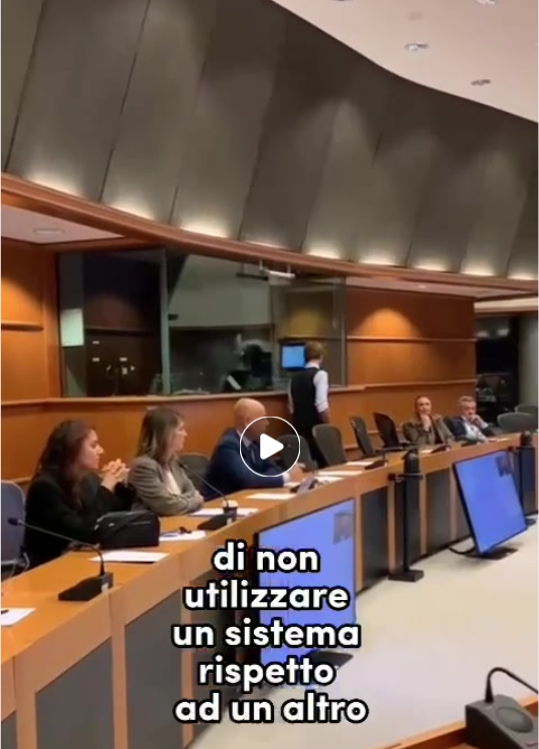 di non
utilizzare
un sistema
rispetto
ad un altro